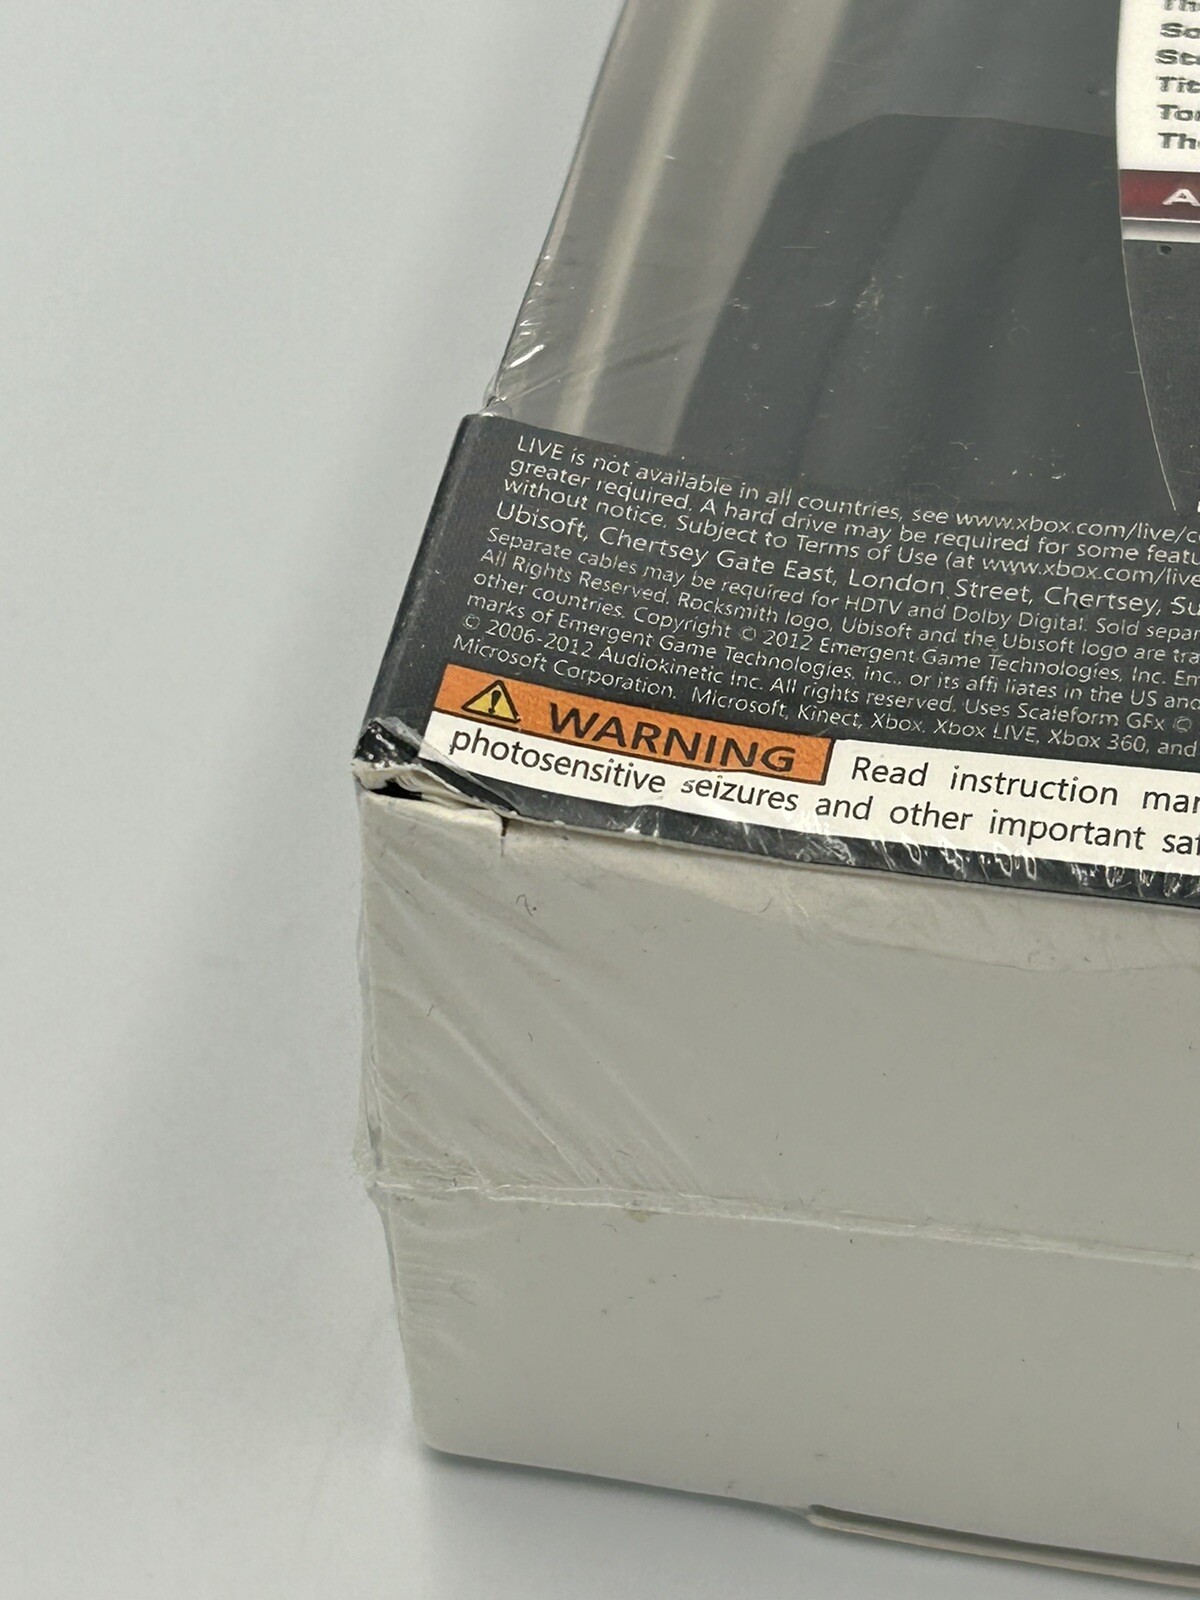 Tit
A
LIVE is not available in all countries, see www.xbox.com/live/c
greater required. A hard drive may be required for some featu
without notice. Subject to Terms of Use (at www.xbox.com/live
Ubisoft, Chertsey Gate East, London Street, Chertsey, Su
Separate cables may be required for HDTV and Dolby Digital. Sold separ
All Rights Reserved. Rocksmith logo, Ubisoft and the Ubisoft logo are tra
other countries. Copyright © 2012 Emergent Game Technologies, Inc. Em
marks of Emergent Game Technologies, inc., or its affi liates in the US and
© 2006-2012 Audiokinetic Inc. All rights reserved. Uses Scaleform GFx ©
Microsoft Corporation. Microsoft, Kinect, Xbox, Xbox LIVE, Xbox 360, and
WARNING Read instruction man
photosensitive seizures and other important saf